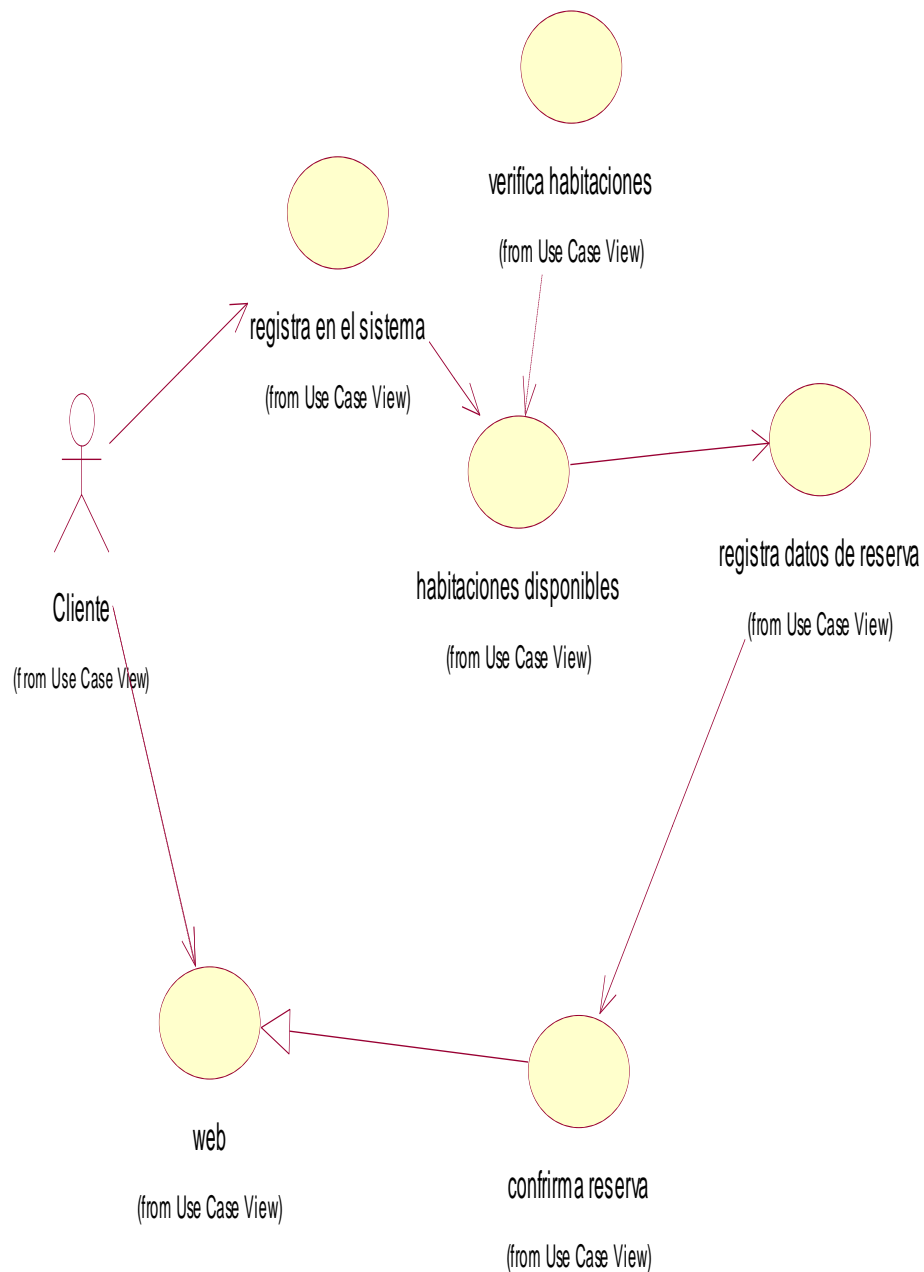 verifica habitaciones
(from Use Case View)
registra en el sistema
(from Use Case View)
Cliente
(from Use Case View)
habitaciones disponibles
(from Use Case View)
registra datos de reserva
(from Use Case View)
web
(from Use Case View)
confrirma reserva
(from Use Case View)